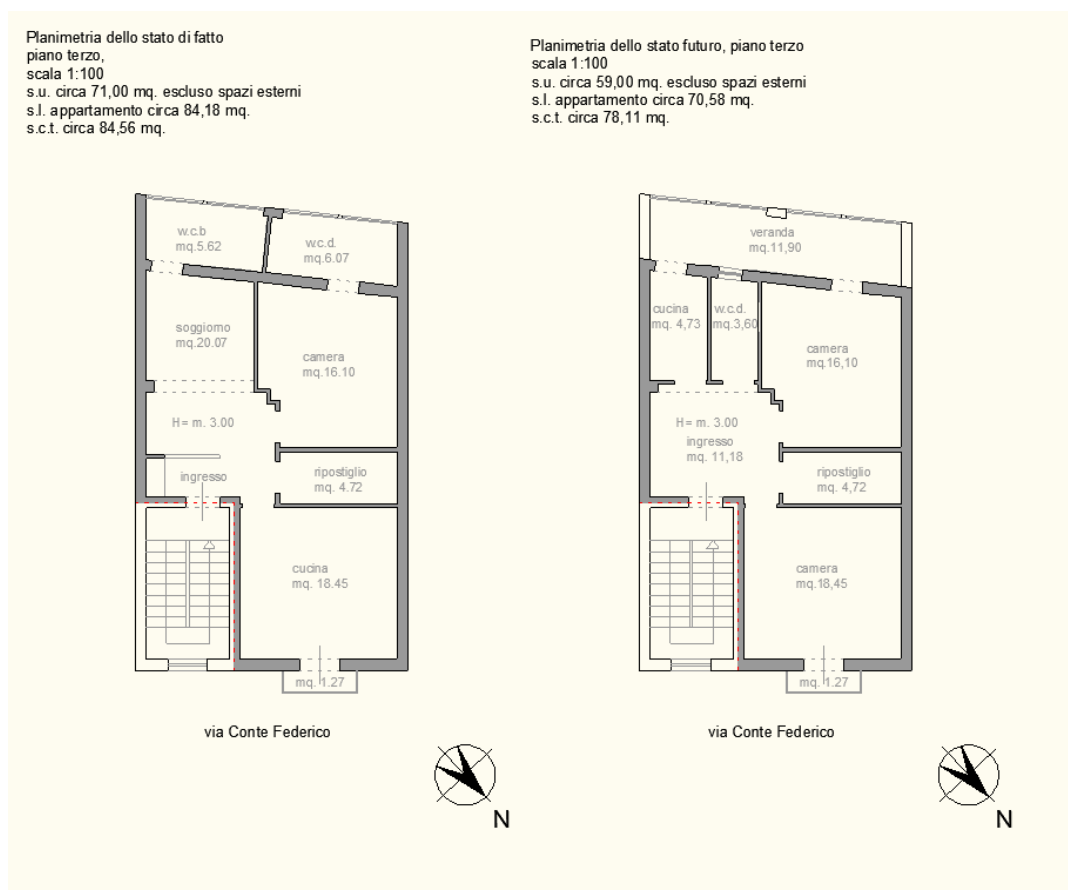 Planimetria dello stato di fatto
piano terzo,
scala 1:100
s.u. circa 71,00 mq. escluso spazi esterni
s.l. appartamento circa 84,18 mq.
s.c.t. circa 84,56 mq.
Planimetria dello stato futuro, piano terzo
scala 1:100
s.u. circa 59,00 mq. escluso spazi esterni
s.l. appartamento circa 70,58 mq.
s.c.t. circa 78,11 mq.
w.c.b
mq.5.62
w.c.d.
mq.6.07
soggiorno
mq.20.07
camera
mq.16.10
H= m. 3.00
ingresso
ripostiglio
mq. 4.72
cucina
mq. 18.45
mq. 1.27
via Conte Federico
N
veranda
mq.11,90
cucina
mq. 4,73
w.c.d.
mq.3,60
camera
mq.16,10
H= m. 3.00
ingresso
mq. 11,18
ripostiglio
mq. 4,72
camera
mq.18,45
mq. 1.27
via Conte Federico
N